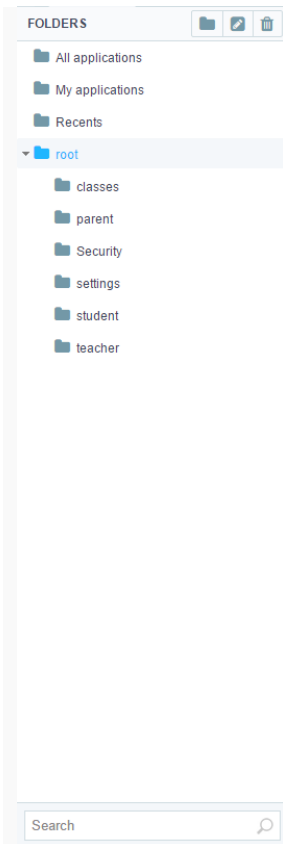 FOLDERS
All applications
My applications
Recents
root
classes
parent
Security
settings
student
teacher
Search